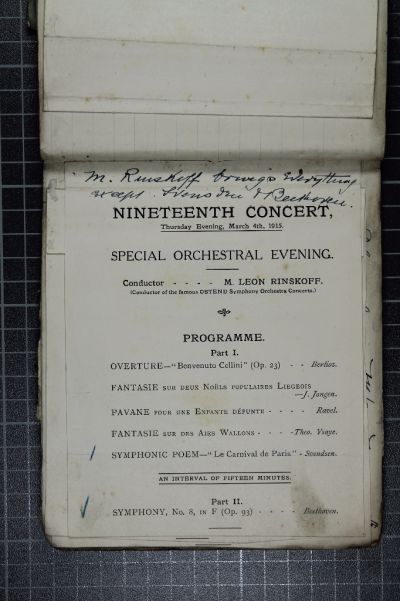 M. Rinskoff brings everything
except Svensden & Beethoven.
NINETEENTH CONCERT,
Thursday Evening, March 4th, 1915.
SPECIAL ORCHESTRAL EVENING.
Conductor - - - - M. LEON RINSKOFF.
(Conductor of the famous OSTEND Symphony Orchestra Concerts.)
PROGRAMME.
Part I.
OVERTURE—"Benvenuto Cellini" (Op. 23) - - Berlioz.
FANTASIE SUR DEUX NOËLS POPULAIRES LIEGEOIS
—J. Jongen.
PAVANE POUR UNE ENFANTE DÉFUNTE - - - - Ravel.
FANTASIE SUR DES AIRS WALLONS - - - -Theo. Ysaye.
SYMPHONIC POEM—"Le Carnival de Paris" - Svendsen.
AN INTERVAL OF FIFTEEN MINUTES.
Part II.
SYMPHONY, No. 8, IN F (Op. 93) - - - - Beethoven.